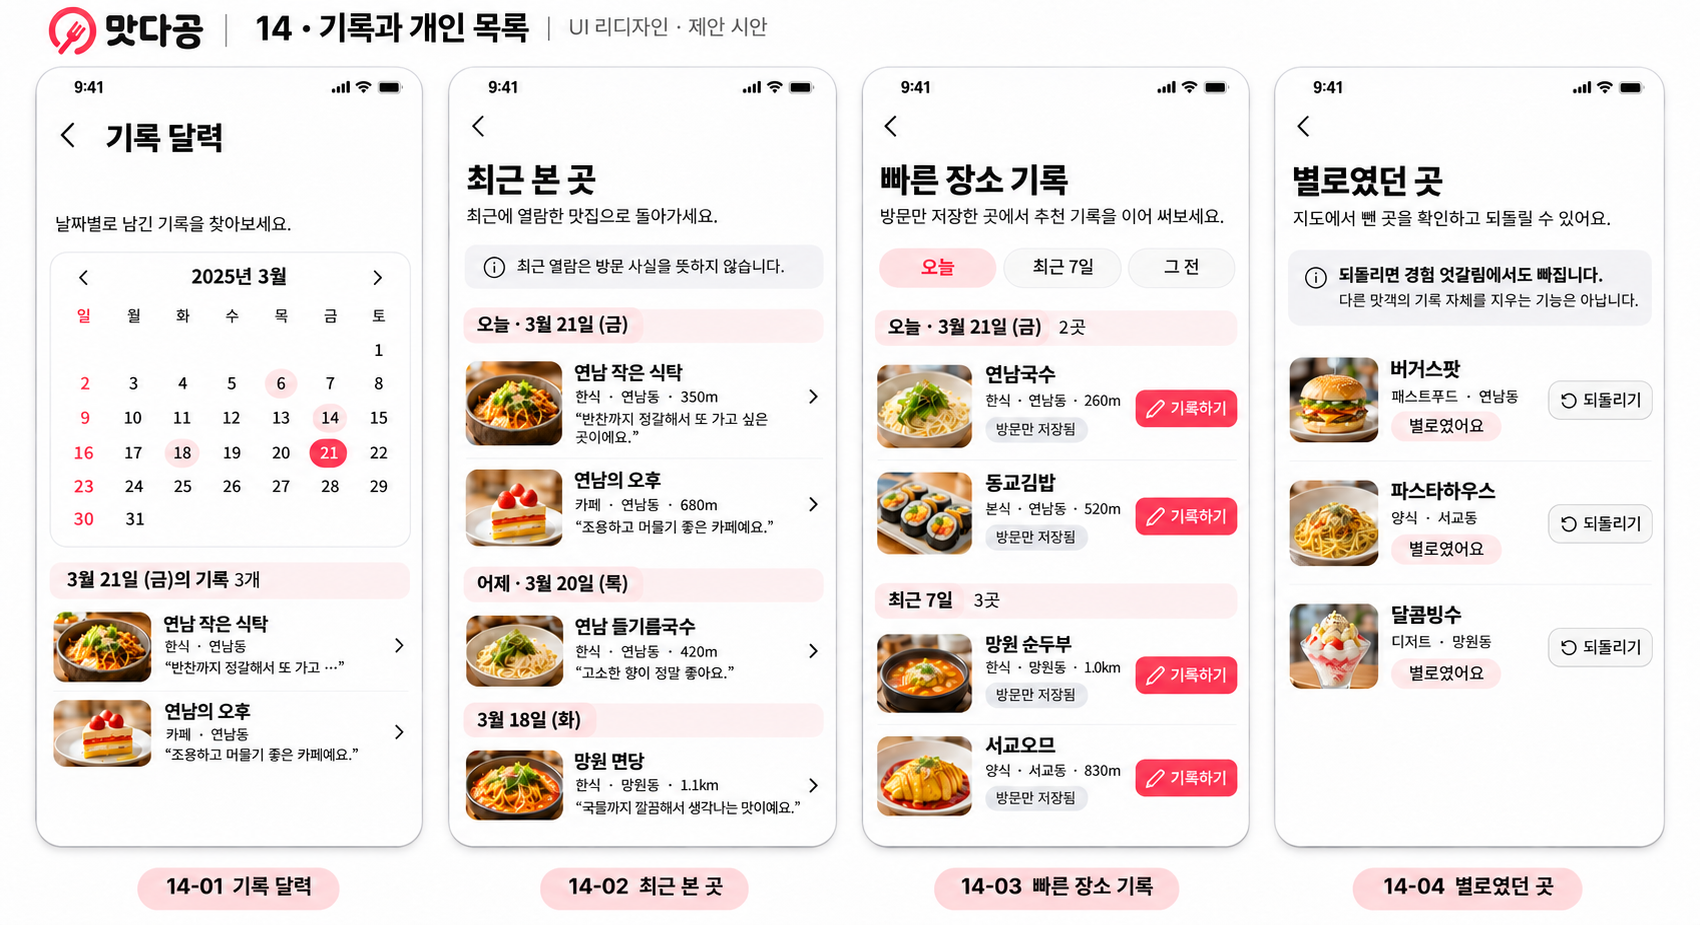 맛다공
14 · 기록과 개인 목록
UI 리디자인 · 제안 시안
9:41
기록 달력
날짜별로 남긴 기록을 찾아보세요.
2025년 3월
일 월 화 수 목 금 토
1
2 3 4 5 6 7 8
9 10 11 12 13 14 15
16 17 18 19 20 21 22
23 24 25 26 27 28 29
30 31
3월 21일 (금)의 기록 3개
연남 작은 식탁
한식 · 연남동
“반찬까지 정갈해서 또 가고 ···”
연남의 오후
카페 · 연남동
“조용하고 머물기 좋은 카페예요.”
14-01 기록 달력
9:41
최근 본 곳
최근에 열람한 맛집으로 돌아가세요.
최근 열람은 방문 사실을 뜻하지 않습니다.
오늘 · 3월 21일 (금)
연남 작은 식탁
한식 · 연남동 · 350m
“반찬까지 정갈해서 또 가고 싶은
곳이에요.”
연남의 오후
카페 · 연남동 · 680m
“조용하고 머물기 좋은 카페예요.”
어제 · 3월 20일 (톡)
연남 들기름국수
한식 · 연남동 · 420m
“고소한 향이 정말 좋아요.”
3월 18일 (화)
망원 면당
한식 · 망원동 · 1.1km
“국물까지 깔끔해서 생각나는 맛이예요.”
14-02 최근 본 곳
9:41
빠른 장소 기록
방문만 저장한 곳에서 추천 기록을 이어 써보세요.
오늘 최근 7일 그 전
오늘 · 3월 21일 (금) 2곳
연남국수
한식 · 연남동 · 260m
방문만 저장됨
기록하기
동교김밥
본식 · 연남동 · 520m
방문만 저장됨
기록하기
최근 7일 3곳
망원 순두부
한식 · 망원동 · 1.0km
방문만 저장됨
기록하기
서교오므
양식 · 서교동 · 830m
방문만 저장됨
기록하기
14-03 빠른 장소 기록
9:41
별로였던 곳
지도에서 뺀 곳을 확인하고 되돌릴 수 있어요.
되돌리면 경험 엇갈림에서도 빠집니다.
다른 맛객의 기록 자체를 지우는 기능은 아닙니다.
버거스팟
패스트푸드 · 연남동
별로였어요
되돌리기
파스타하우스
양식 · 서교동
별로였어요
되돌리기
달콤빙수
디저트 · 망원동
별로였어요
되돌리기
14-04 별로였던 곳